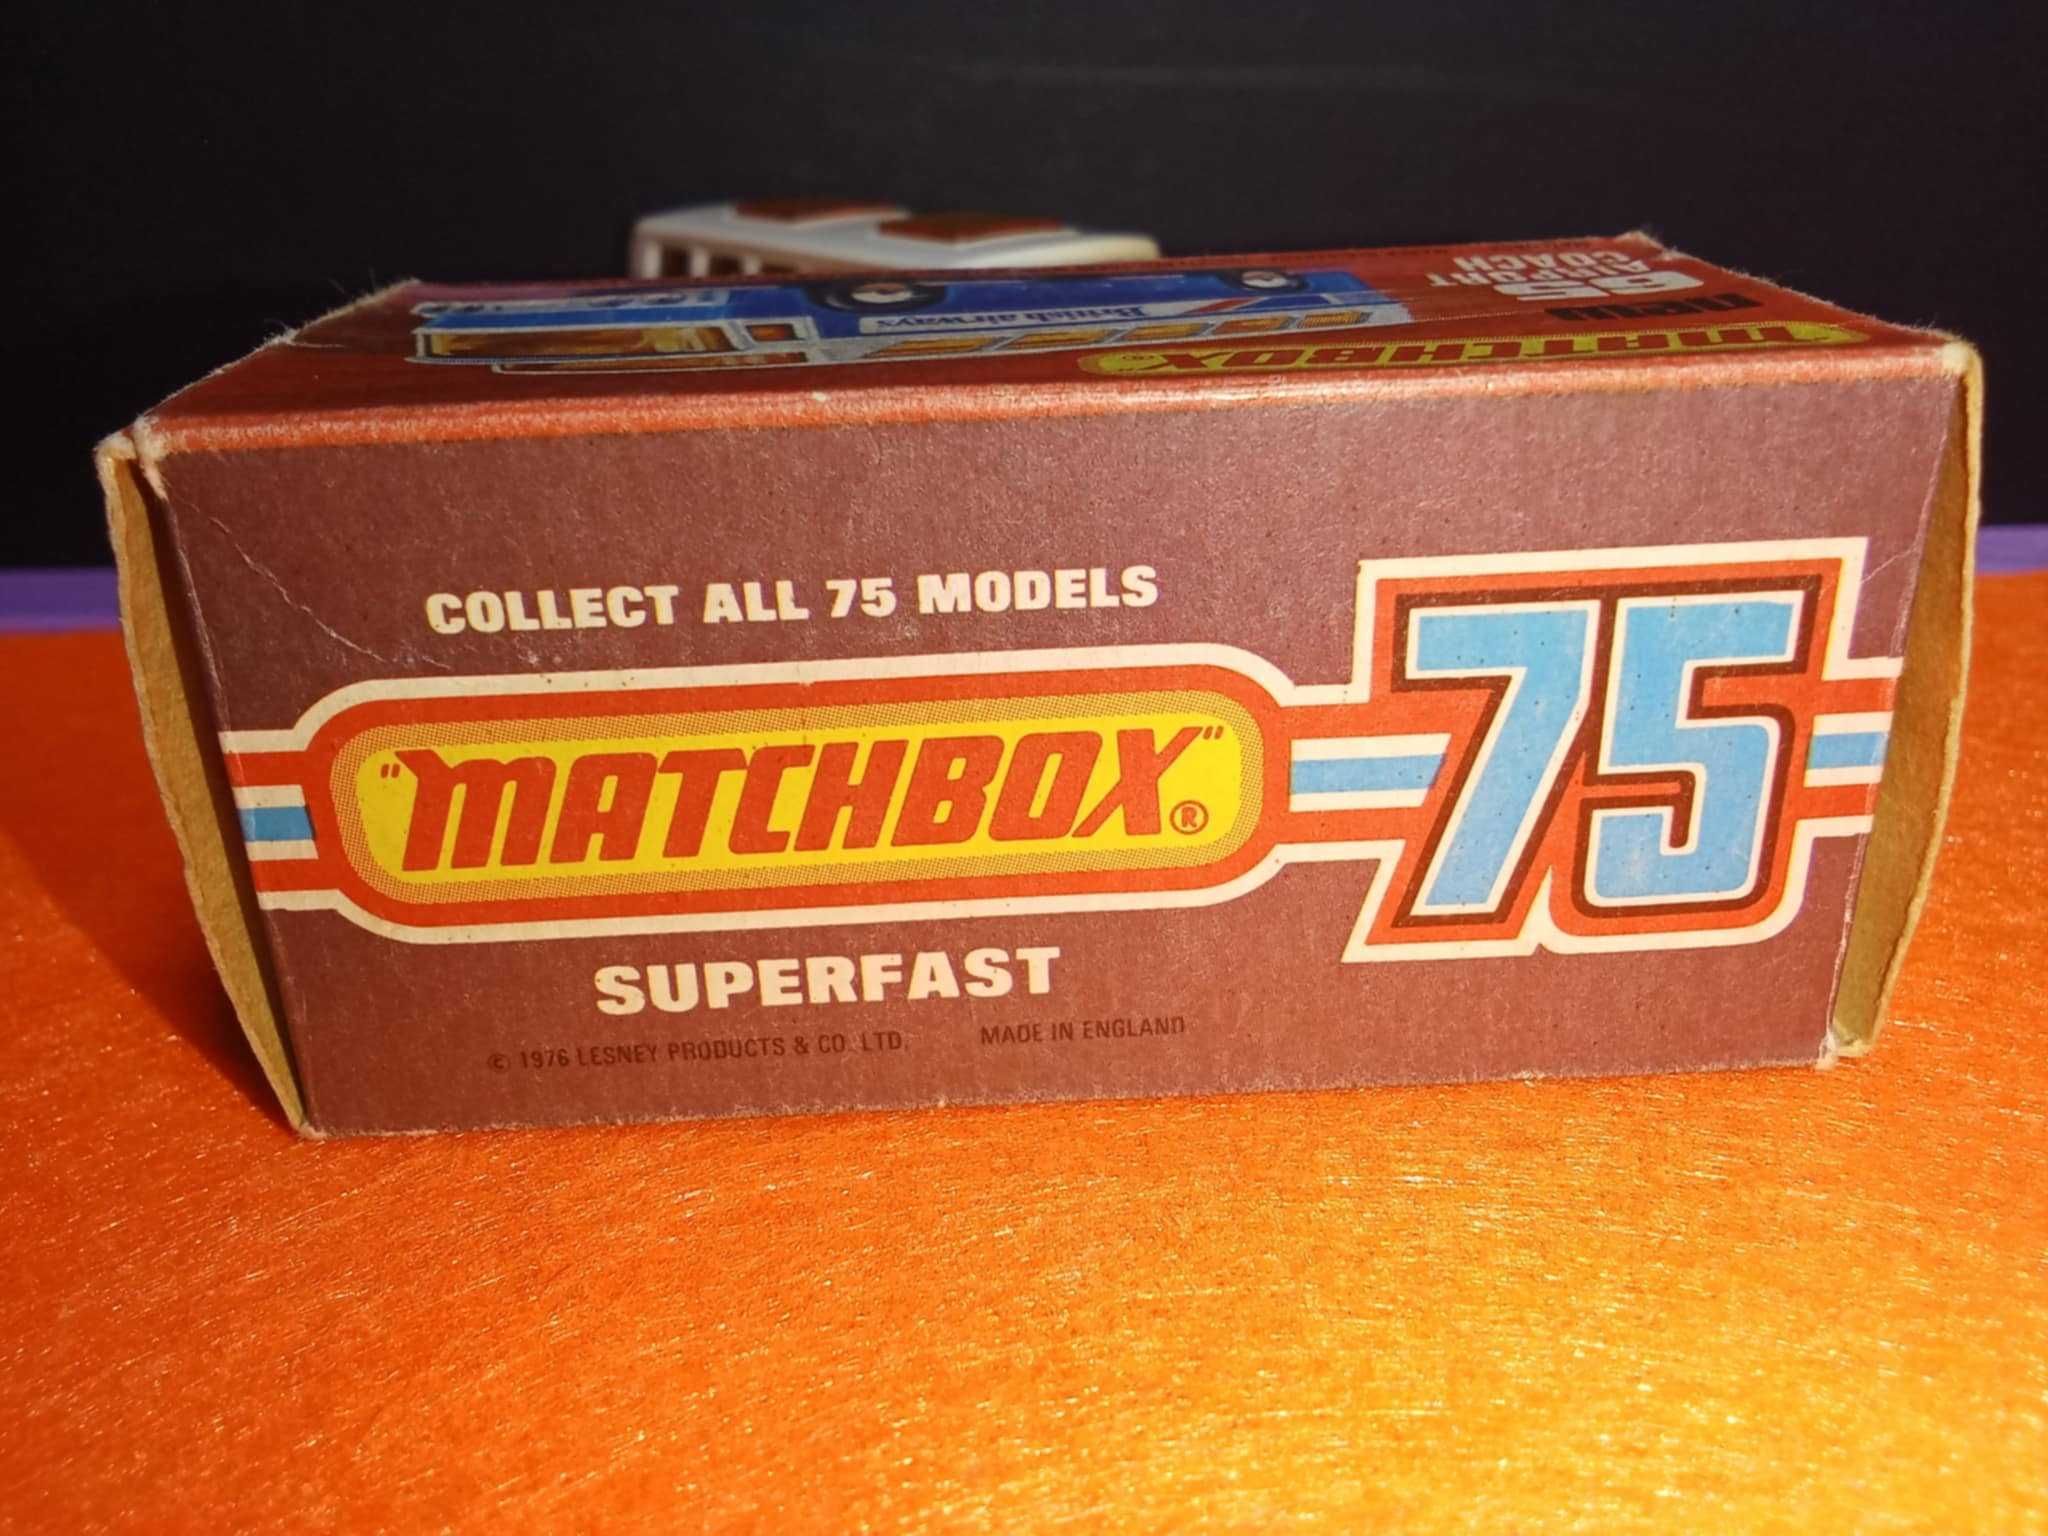 British airways
65
AIRPORT
COACH
new
MATCHBOX®
COLLECT ALL 75 MODELS
"MATCHBOX"®
75
SUPERFAST
© 1976 LESNEY PRODUCTS & CO. LTD.
MADE IN ENGLAND